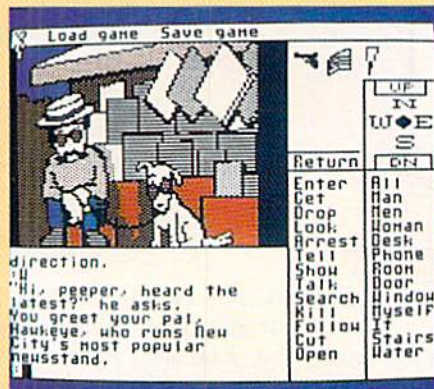 Load game Save game
UP
N
W E
S
Return DN
Enter All
Get Man
Drop Men
Look Woman
Arrest Desk
Tell Phone
Show Room
Talk Door
Search Window
Kill Myself
Follow It
Cut Stairs
Open Water
direction.
:W
"Hi, peeper, heard the
latest?" he asks.
You greet your pal,
Hawkeye, who runs New
City's most popular
newsstand.
: